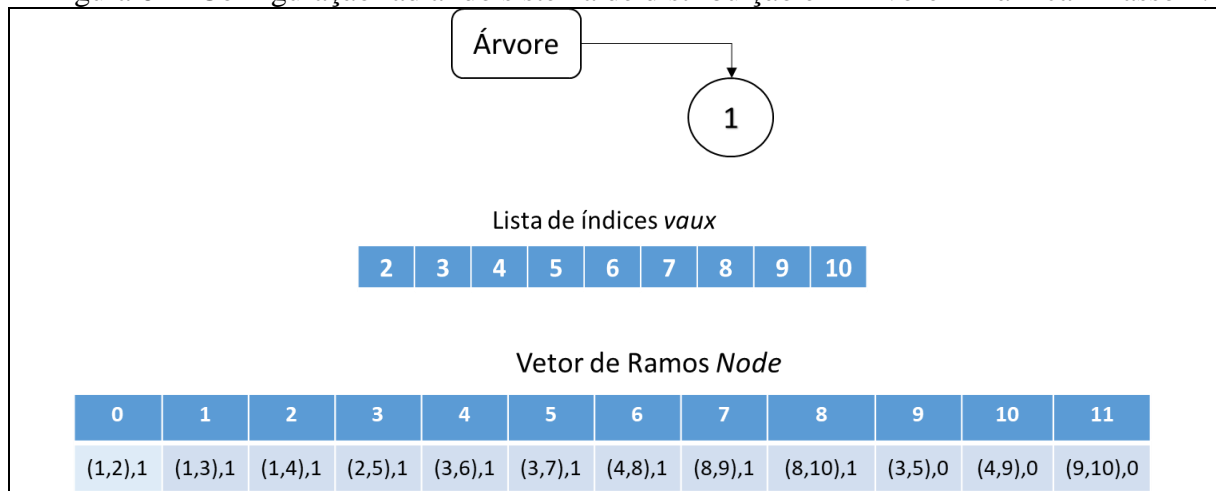 Árvore
1
Lista de índices vaux
2 3 4 5 6 7 8 9 10
Vetor de Ramos Node
0 1 2 3 4 5 6 7 8 9 10 11
(1,2),1 (1,3),1 (1,4),1 (2,5),1 (3,6),1 (3,7),1 (4,8),1 (8,9),1 (8,10),1 (3,5),0 (4,9),0 (9,10),0